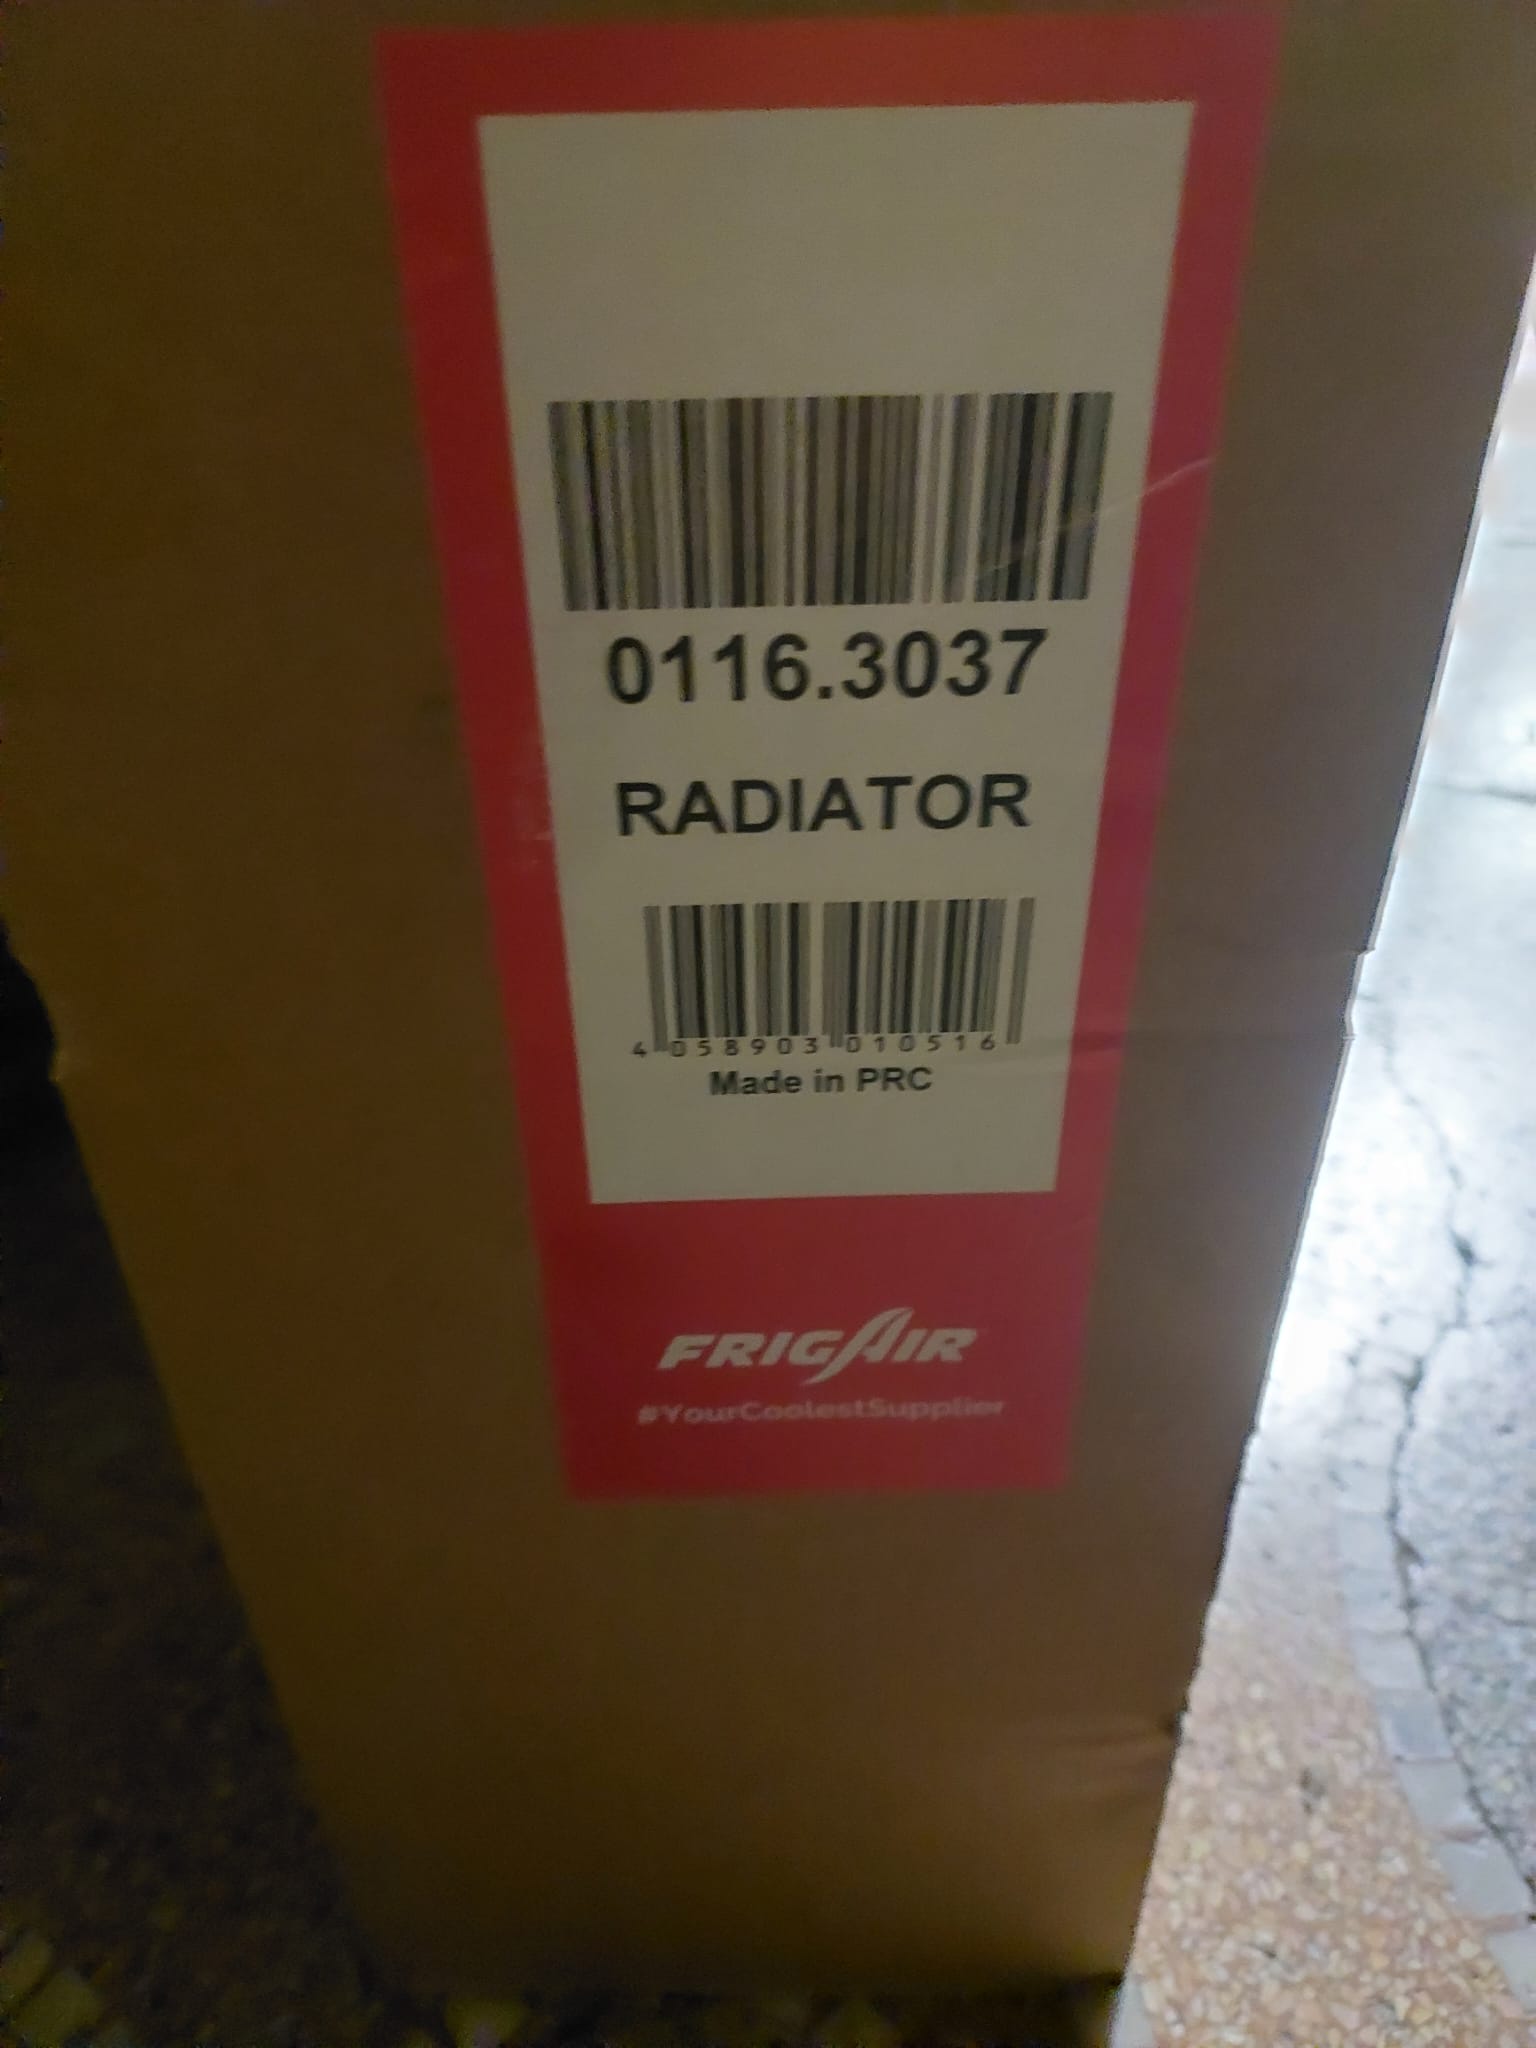 0116.3037
RADIATOR
4 058903 010516
Made in PRC
FRIGAIR
#YourCoolestSupplier